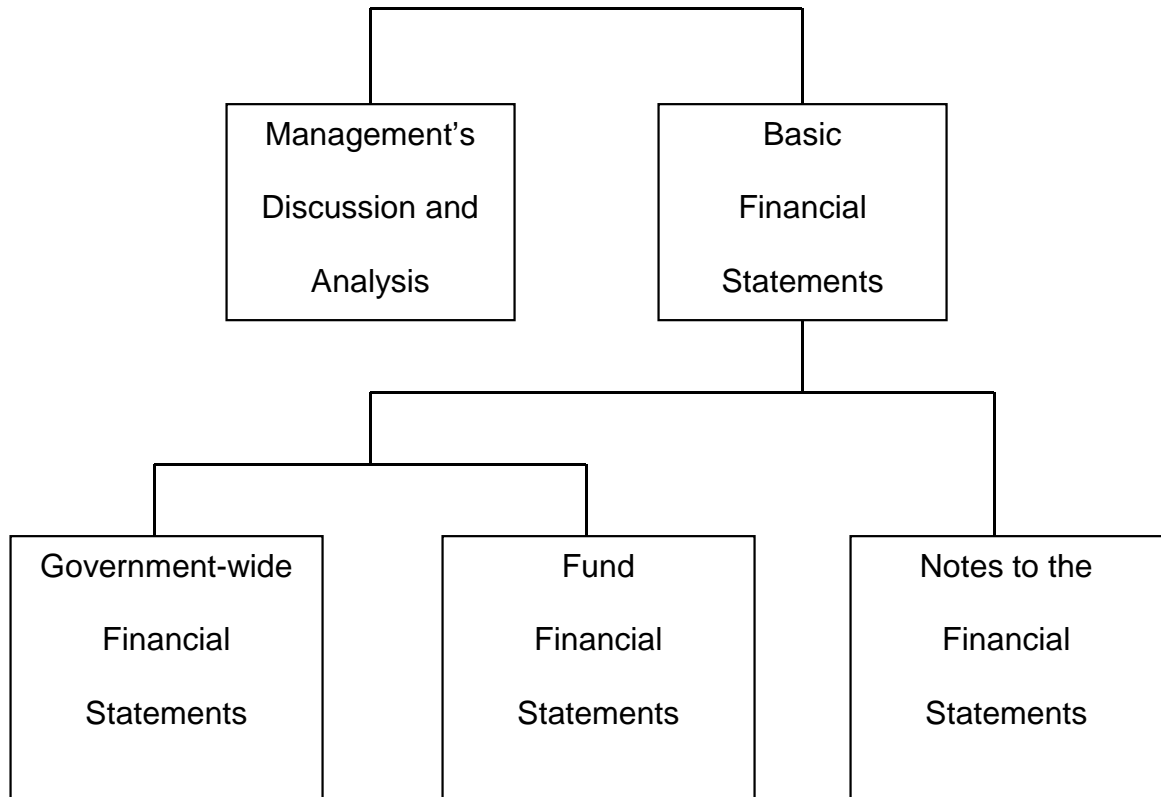 Management’s
Discussion and
Analysis
Basic
Financial
Statements
Government-wide
Financial
Statements
Fund
Financial
Statements
Notes to the
Financial
Statements